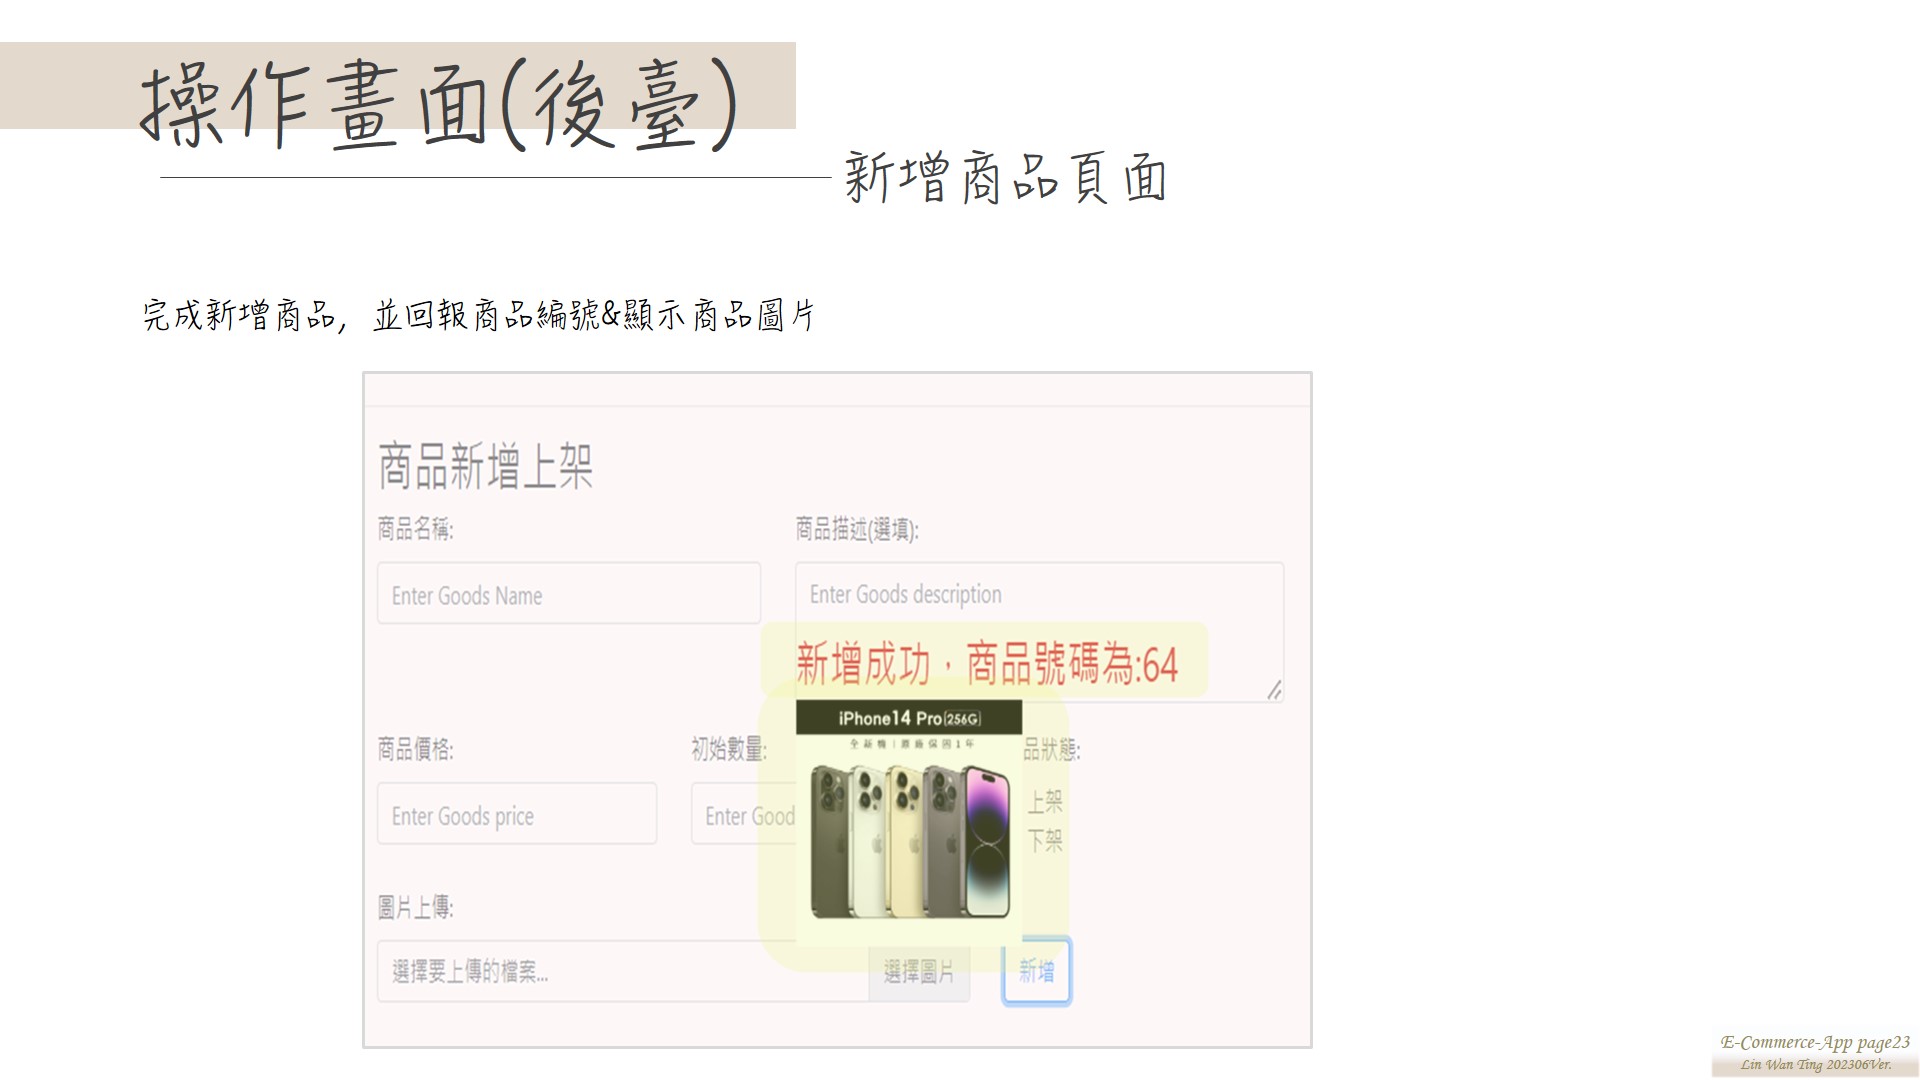 操作畫面(後臺)
新增商品頁面
完成新增商品, 並回報商品編號&顯示商品圖片
商品新增上架
商品名稱:
商品描述(選填):
Enter Goods Name
Enter Goods description
新增成功，商品號碼為:64
iPhone14 Pro(256G)
全新機|原廠保固1年
商品價格:
初始數量:
品狀態:
Enter Goods price
Enter Good
上架
下架
圖片上傳:
選擇要上傳的檔案...
選擇圖片
新增
E-Commerce-App page23
Lin Wan Ting 202306Ver.